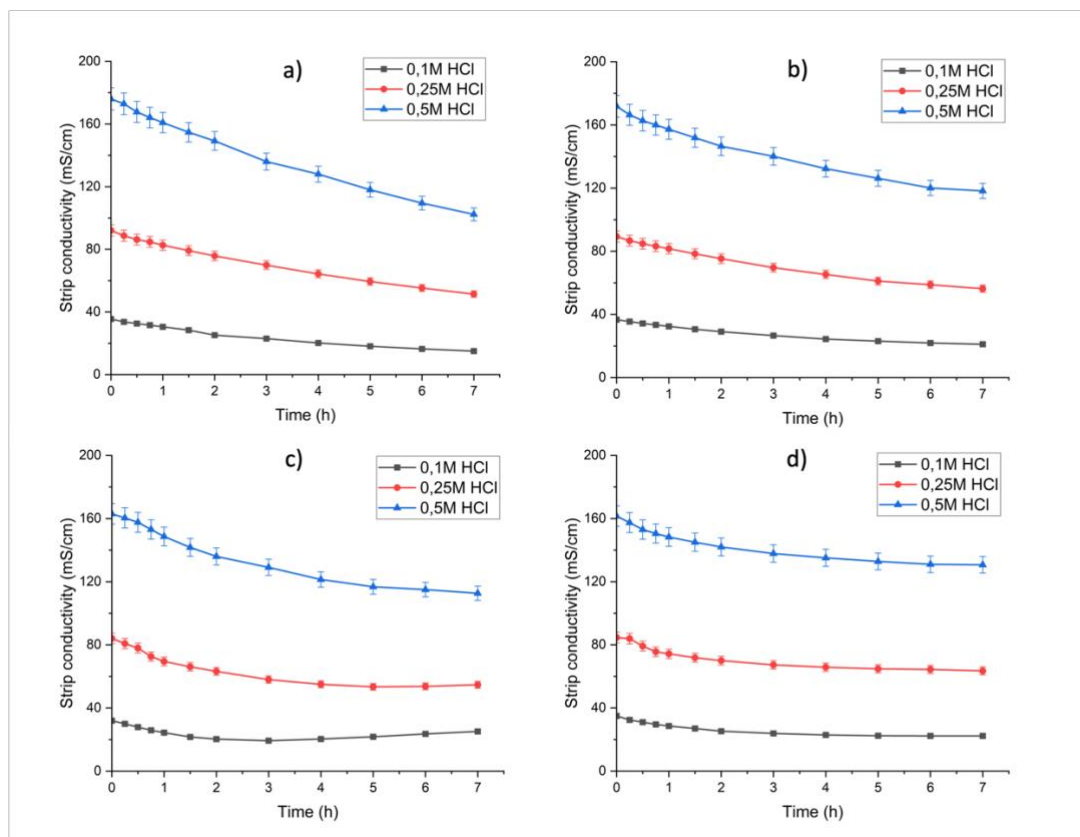 a)
0,1M HCl
0,25M HCl
0,5M HCl
Strip conductivity (mS/cm)
200
160
120
80
40
0
0 1 2 3 4 5 6 7
Time (h)
b)
0,1M HCl
0,25M HCl
0,5M HCl
Strip conductivity (mS/cm)
200
160
120
80
40
0
0 1 2 3 4 5 6 7
Time (h)
c)
0,1M HCl
0,25M HCl
0,5M HCl
Strip conductivity (mS/cm)
200
160
120
80
40
0
0 1 2 3 4 5 6 7
Time (h)
d)
0,1M HCl
0,25M HCl
0,5M HCl
Strip conductivity (mS/cm)
200
160
120
80
40
0
0 1 2 3 4 5 6 7
Time (h)